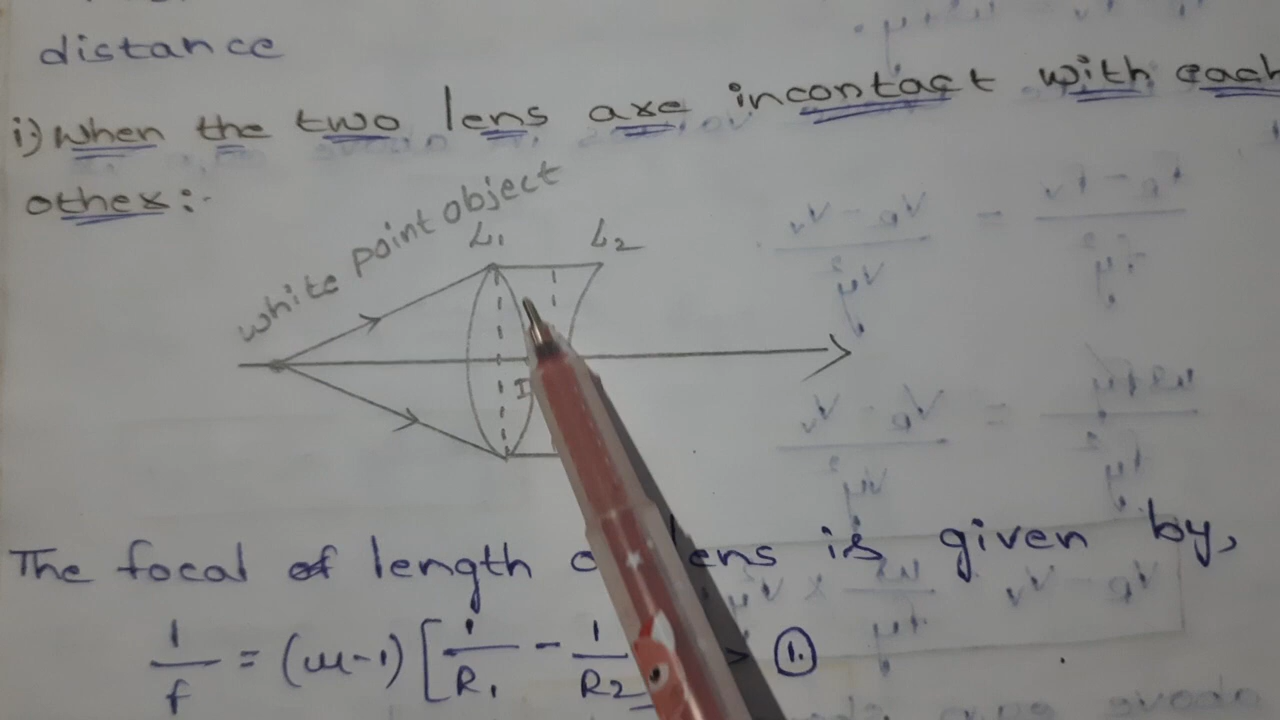 distance
i) When the two lens are incontact with each
other:-
white point object
L₁ L₂
I
The focal of length lens is given by,
1/f = (μ-1) [1/R₁ - 1/R₂ > ①